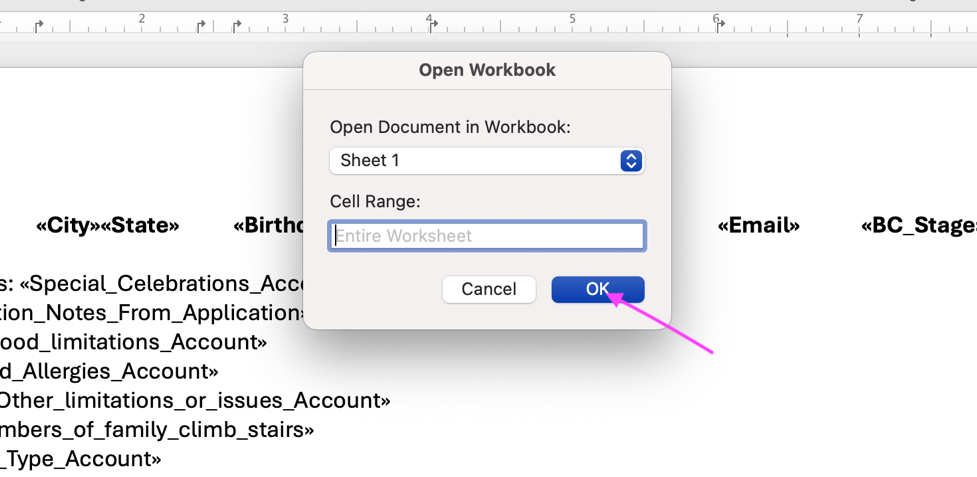 2 3 4 5 6 7
Open Workbook
Open Document in Workbook:
Sheet 1
Cell Range:
Entire Worksheet
Cancel OK
«City»«State» «Birthd «Email» «BC_Stage
s: «Special_Celebrations_Acco
tion_Notes_From_Application»
ood_limitations_Account»
d_Allergies_Account»
Other_limitations_or_issues_Account»
mbers_of_family_climb_stairs»
_Type_Account»